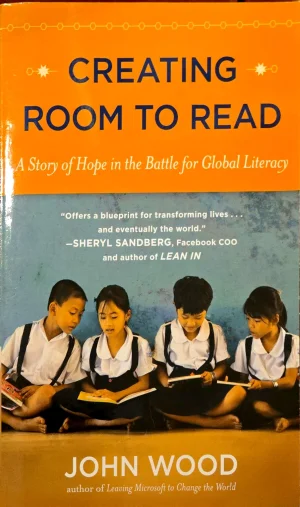 CREATING
ROOM TO READ
A Story of Hope in the Battle for Global Literacy
"Offers a blueprint for transforming lives . . .
and eventually the world."
—SHERYL SANDBERG, Facebook COO
and author of LEAN IN
JOHN WOOD
author of Leaving Microsoft to Change the World